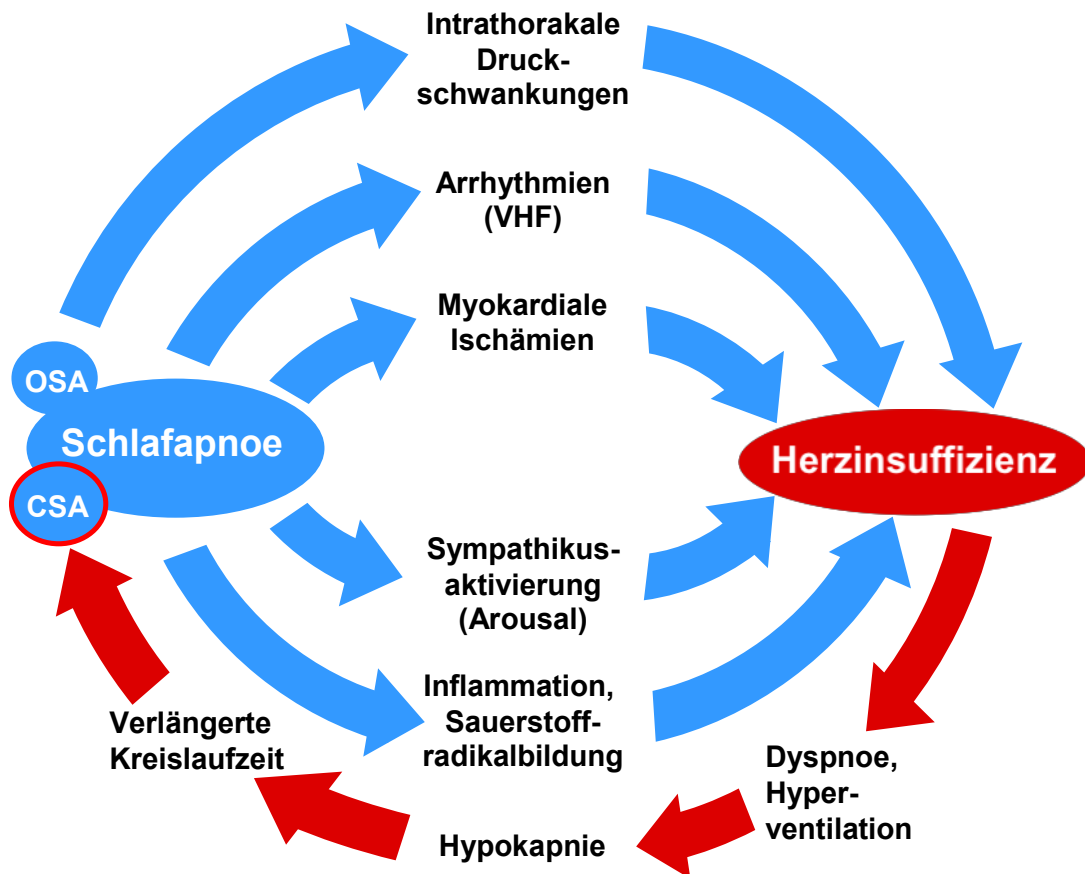 Intrathorakale
Druck-
schwankungen
Arrhythmien
(VHF)
Myokardiale
Ischämien
OSA
Schlafapnoe
CSA
Herzinsuffizienz
Sympathikus-
aktivierung
(Arousal)
Inflammation,
Sauerstoff-
radikalbildung
Verlängerte
Kreislaufzeit
Dyspnoe,
Hyper-
ventilation
Hypokapnie